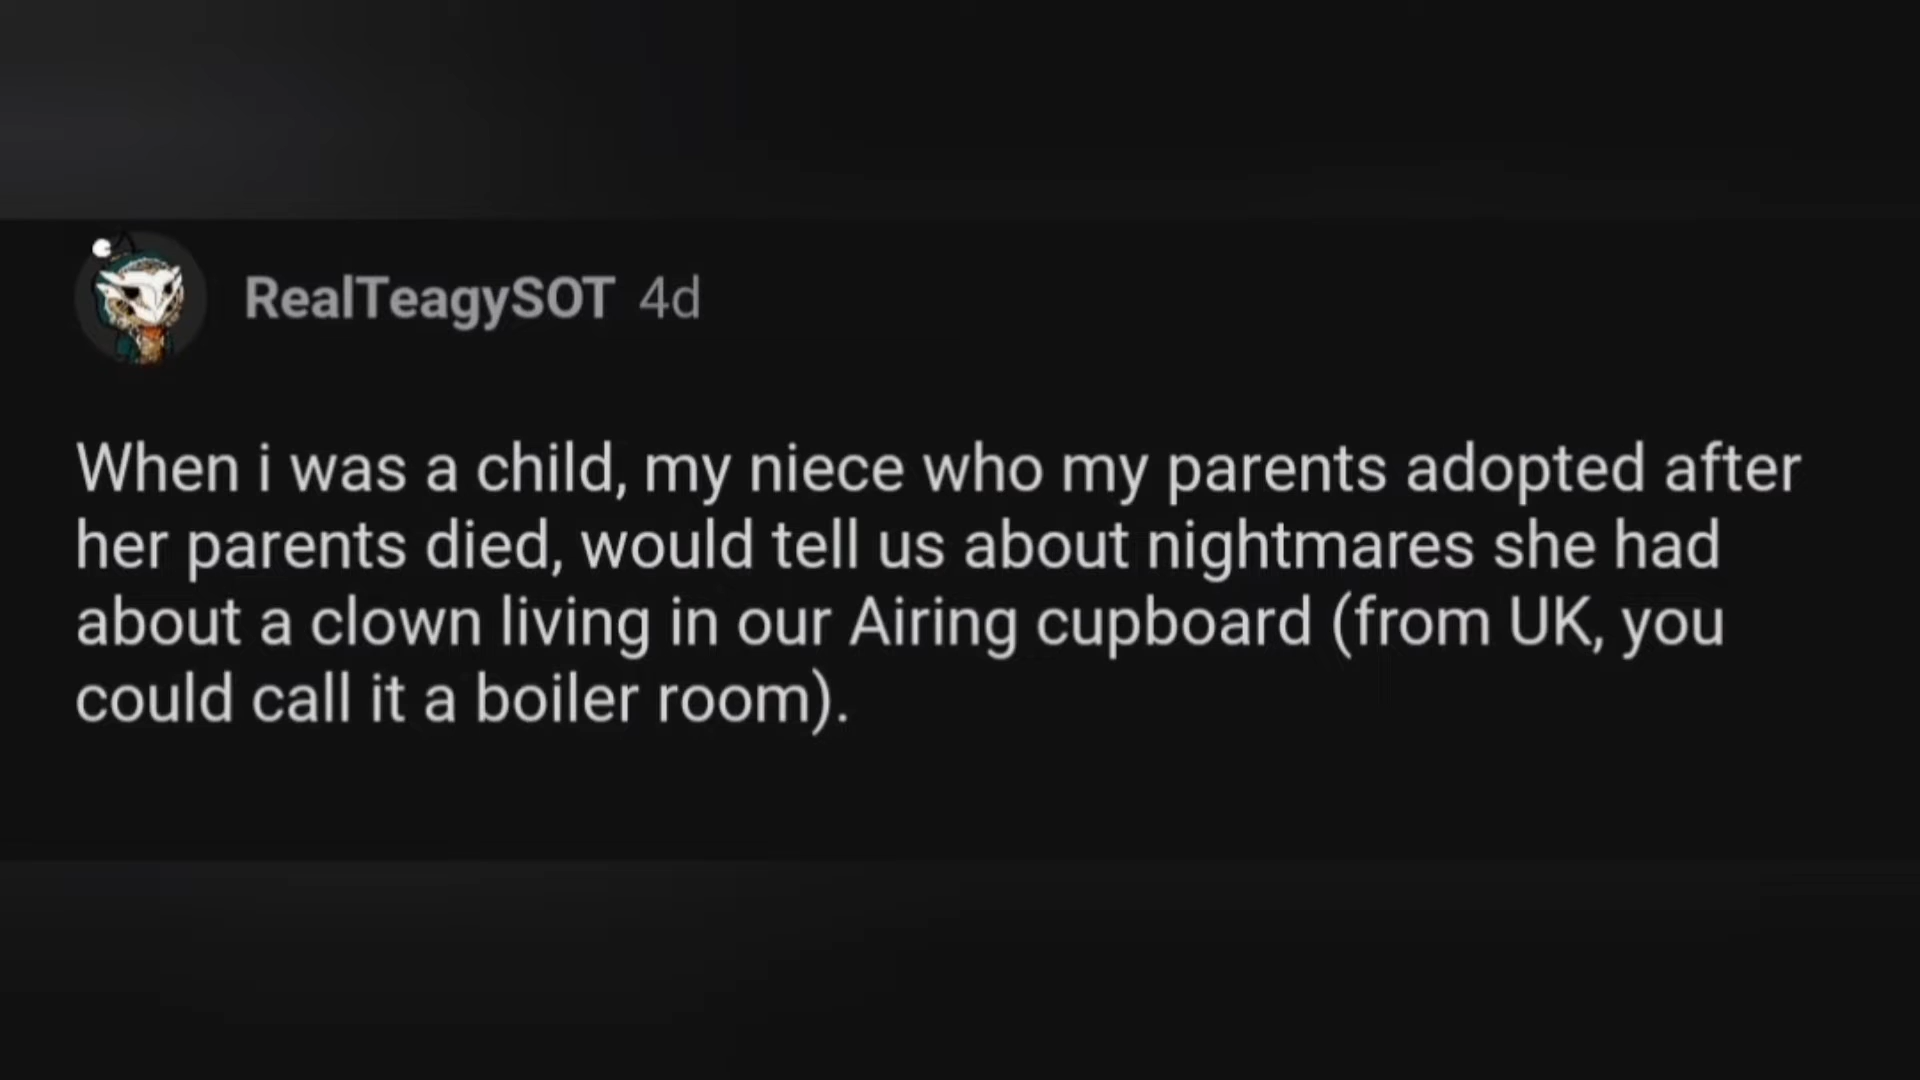 RealTeagySOT 4d
When i was a child, my niece who my parents adopted after
her parents died, would tell us about nightmares she had
about a clown living in our Airing cupboard (from UK, you
could call it a boiler room).